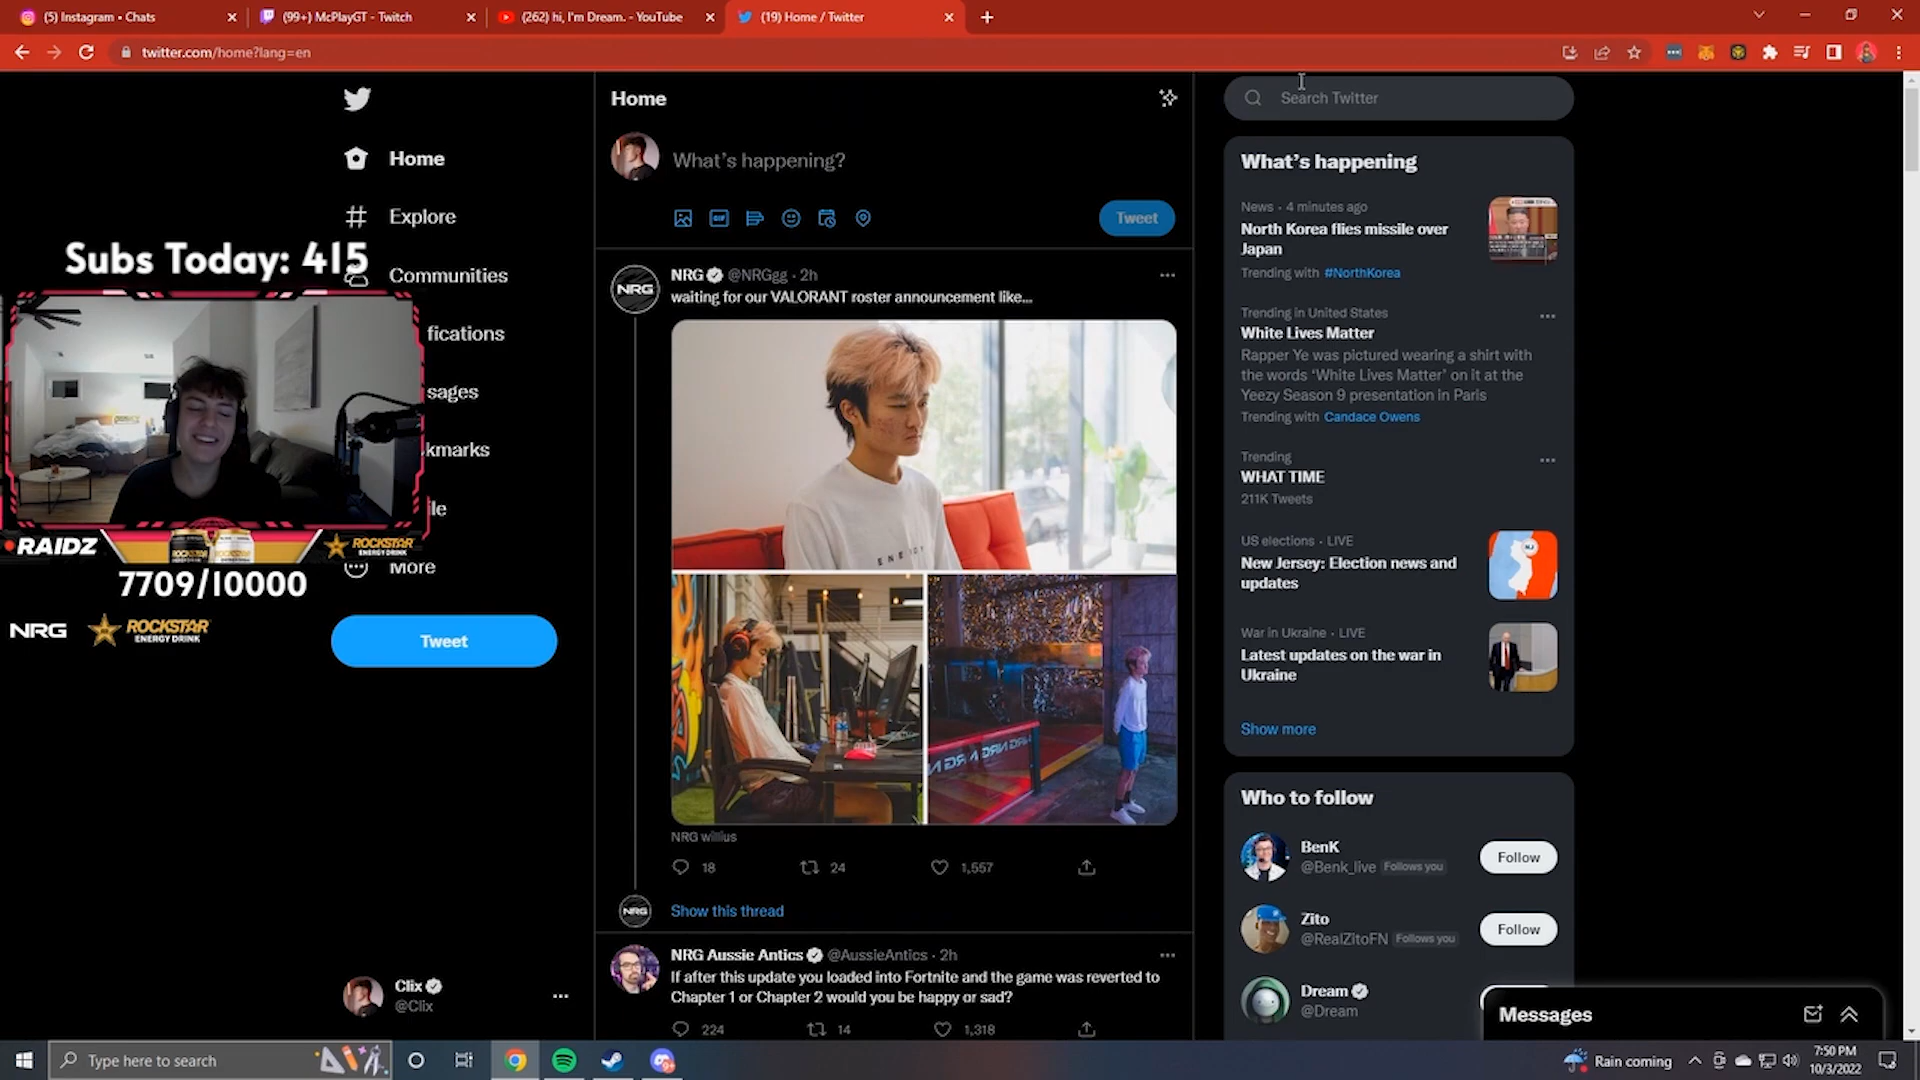 (5) Instagram • Chats
(99+) McPlayGT - Twitch
(262) hi, I'm Dream. - YouTube
(19) Home / Twitter
twitter.com/home?lang=en
Home
Explore
Communities
fications
sages
kmarks
le
More
Tweet
Clix
@Clix
Subs Today: 415
RAIDZ
ROCKSTAR
ENERGY DRINK
7709/10000
NRG
ROCKSTAR
ENERGY DRINK
Home
What's happening?
GIF
Tweet
NRG
NRG @NRGgg · 2h
waiting for our VALORANT roster announcement like...
NRG willius
18
24
1,557
NRG
Show this thread
NRG Aussie Antics @AussieAntics · 2h
If after this update you loaded into Fortnite and the game was reverted to
Chapter 1 or Chapter 2 would you be happy or sad?
224
14
1,318
Search Twitter
What's happening
News · 4 minutes ago
North Korea flies missile over
Japan
Trending with #NorthKorea
Trending in United States
White Lives Matter
Rapper Ye was pictured wearing a shirt with
the words 'White Lives Matter' on it at the
Yeezy Season 9 presentation in Paris
Trending with Candace Owens
Trending
WHAT TIME
211K Tweets
US elections · LIVE
New Jersey: Election news and
updates
NJ
War in Ukraine · LIVE
Latest updates on the war in
Ukraine
Show more
Who to follow
BenK
@Benk_live Follows you
Follow
Zito
@RealZitoFN Follows you
Follow
Dream
@Dream
Messages
Type here to search
Rain coming
7:50 PM
10/3/2022